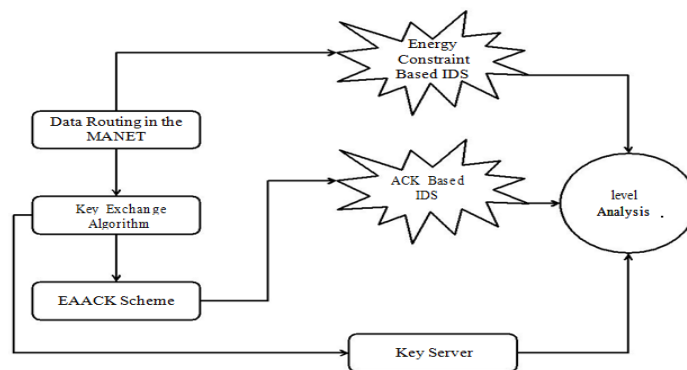 Energy
Constraint
Based IDS
Data Routing in the
MANET
ACK Based
IDS
level
Analysis .
Key Exchange
Algorithm
EAACK Scheme
Key Server